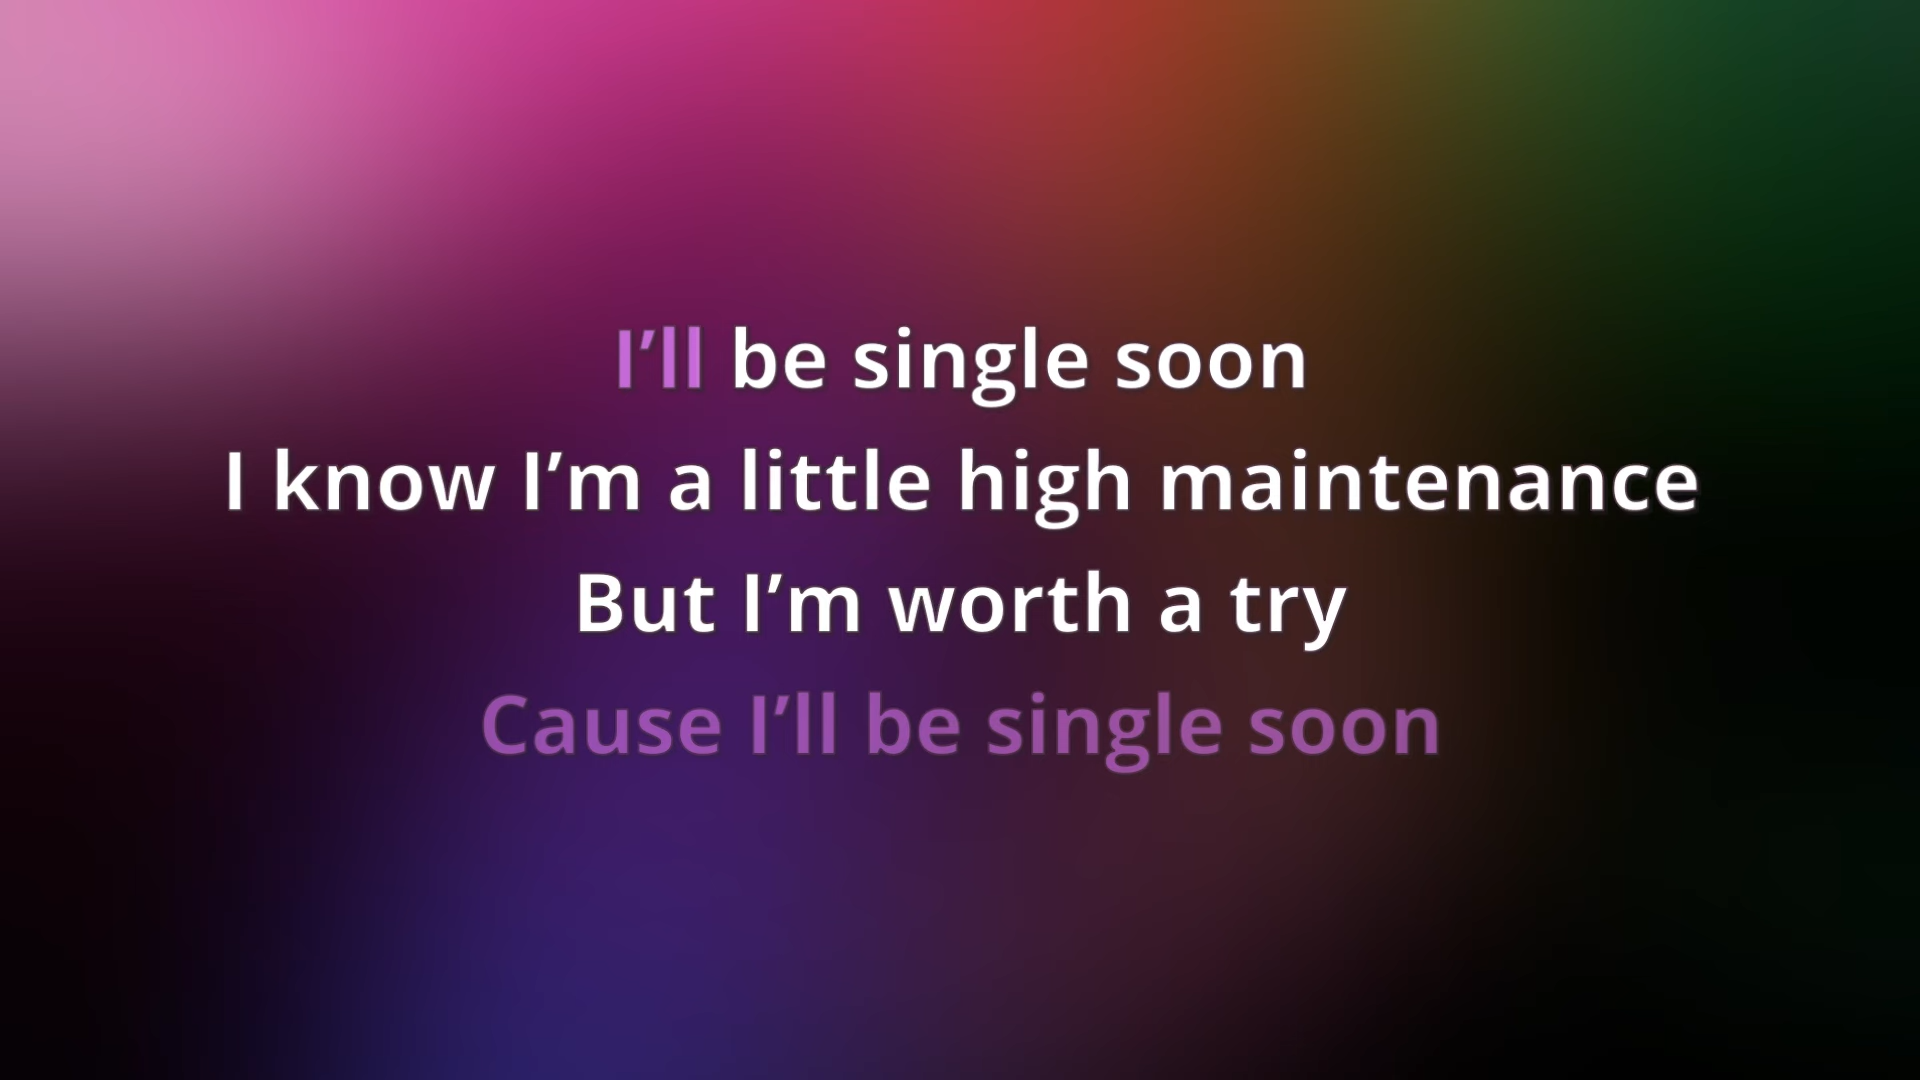 I’ll be single soon
I know I’m a little high maintenance
But I’m worth a try
Cause I’ll be single soon